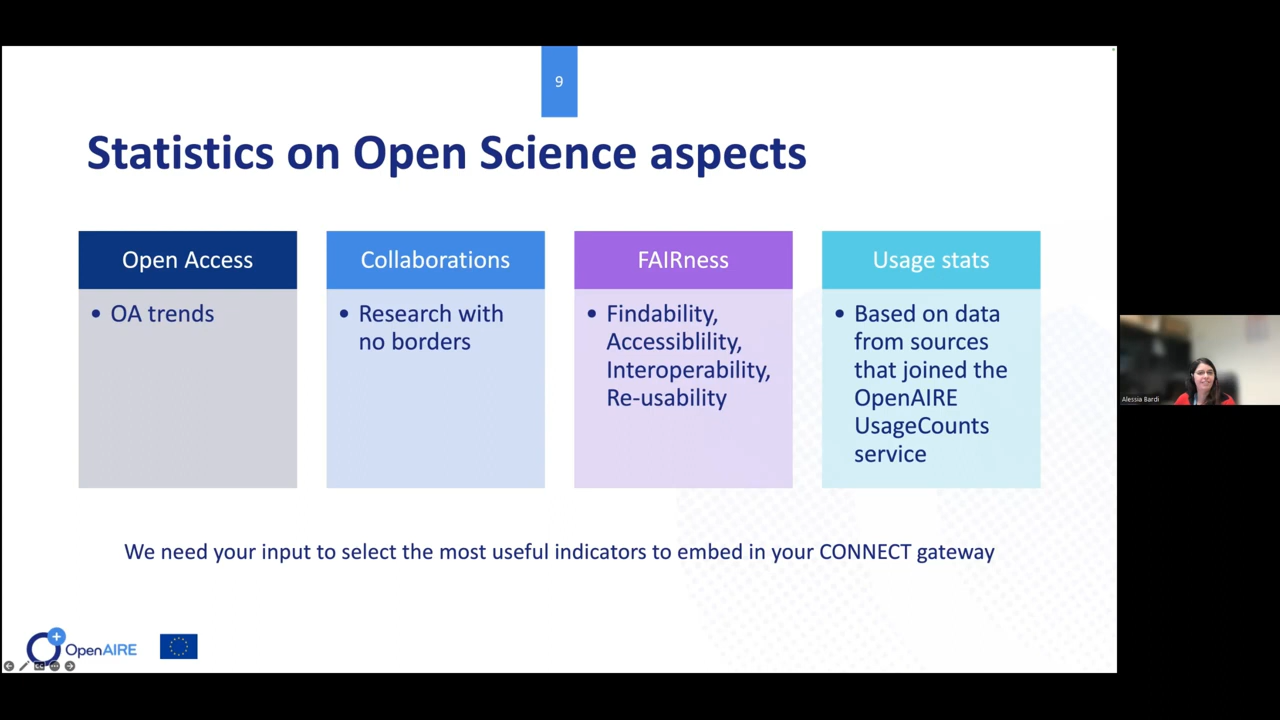 9
Statistics on Open Science aspects
Open Access
• OA trends
Collaborations
• Research with
no borders
FAIRness
• Findability,
Accessiblility,
Interoperability,
Re-usability
Usage stats
• Based on data
from sources
that joined the
OpenAIRE
UsageCounts
service
We need your input to select the most useful indicators to embed in your CONNECT gateway
OpenAIRE
Alessia Bardi